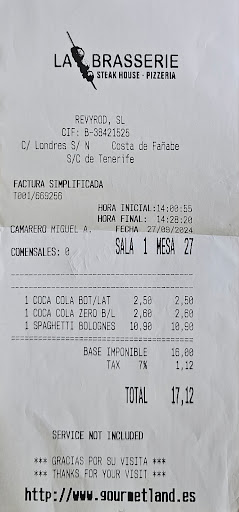 LA BRASSERIE
STEAK HOUSE - PIZZERIA
REVYROD, SL
CIF: B-38421525
C/ Londres S/ N Costa de Fañabe
S/C de Tenerife
FACTURA SIMPLIFICADA
T001/669256
HORA INICIAL:14:00:55
HORA FINAL: 14:28:20
CAMARERO MIGUEL A. FECHA 27/09/2024
COMENSALES: 0 SALA 1 MESA 27
1 COCA COLA BOT/LAT 2,50 2,50
1 COCA COLA ZERO B/L 2,60 2,60
1 SPAGHETTI BOLOGNES 10,90 10,90
BASE IMPONIBLE 16,00
TAX 7% 1,12
TOTAL 17,12
SERVICE NOT INCLUDED
*** GRACIAS POR SU VISITA ***
*** THANKS FOR YOUR VISIT ***
http://www.gourmetland.es